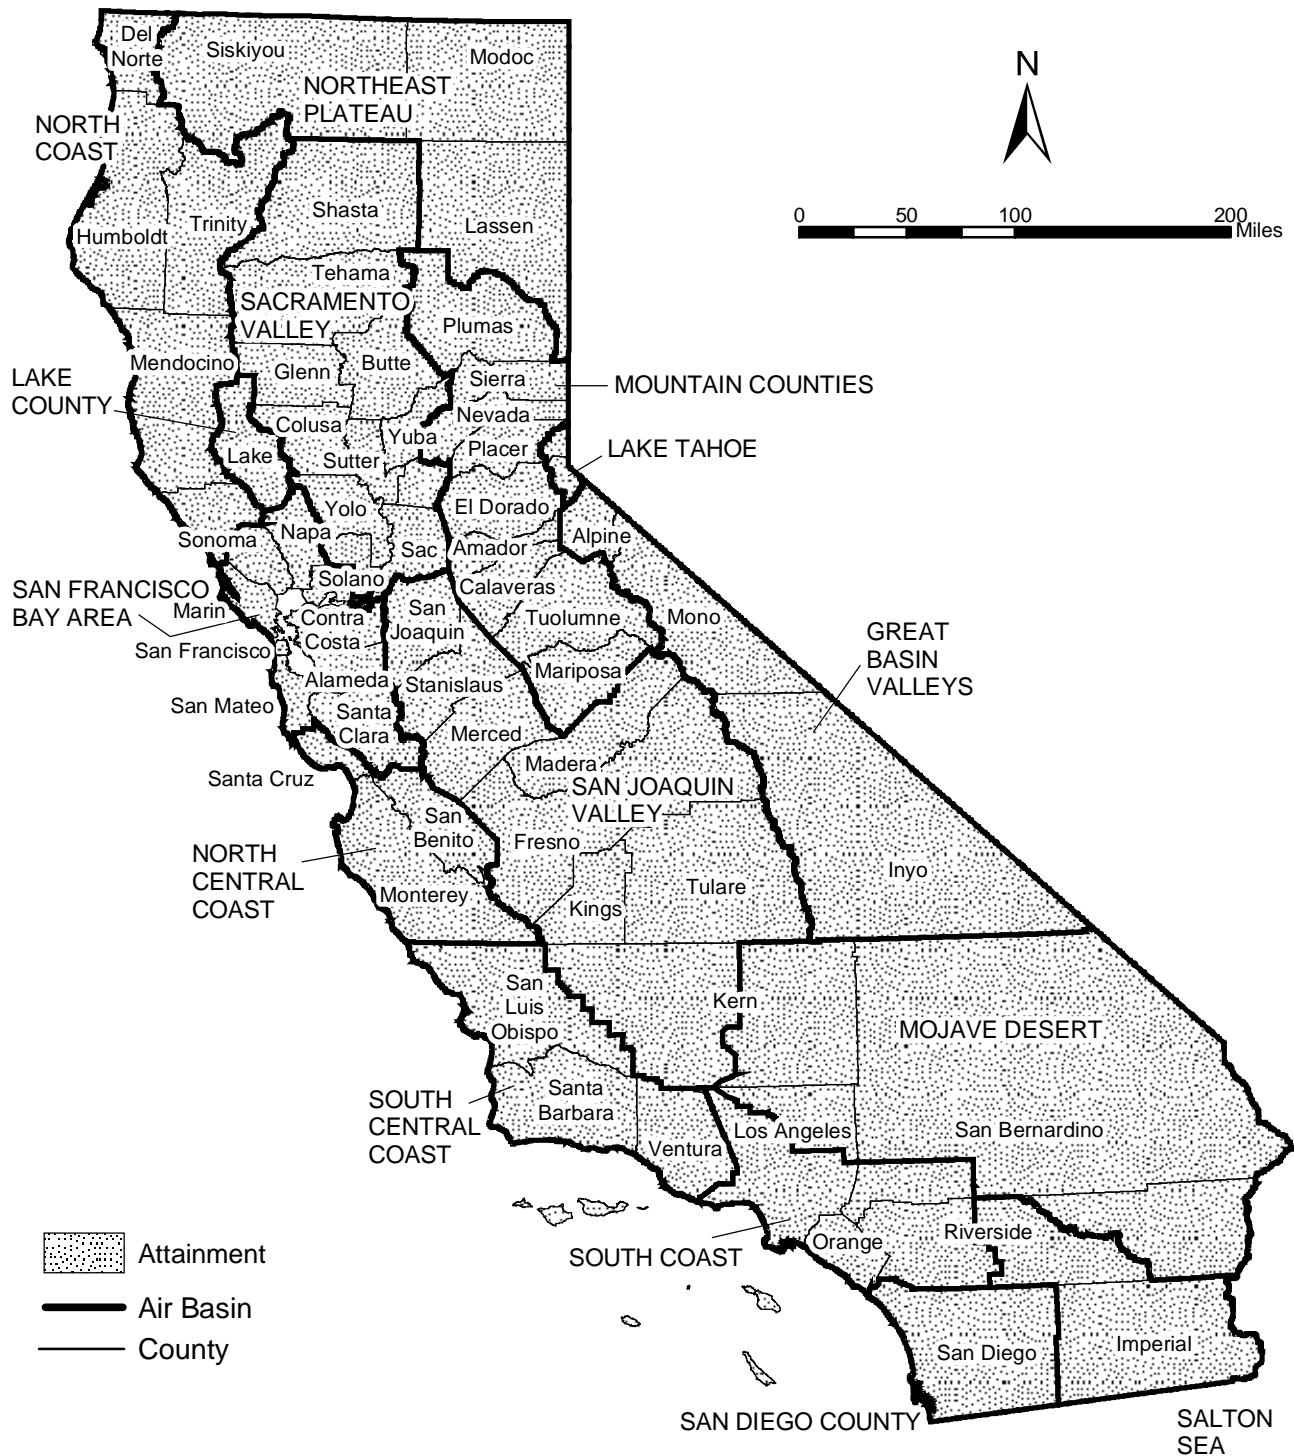 Del
Norte
Siskiyou
Modoc
NORTHEAST
PLATEAU
NORTH
COAST
N
0 50 100 200
Miles
Shasta
Trinity
Humboldt
Lassen
Tehama
SACRAMENTO
VALLEY
Plumas
Mendocino
Glenn
Butte
Sierra
MOUNTAIN COUNTIES
LAKE
COUNTY
Nevada
Colusa
Yuba
Placer
LAKE TAHOE
Lake
Sutter
Yolo
El Dorado
Napa
Sonoma
Sac
Amador
Alpine
Solano
Calaveras
SAN FRANCISCO
BAY AREA
Marin
San
Joaquin
Contra
Costa
Tuolumne
Mono
GREAT
BASIN
VALLEYS
San Francisco
Alameda
Stanislaus
Mariposa
San Mateo
Santa
Clara
Merced
Madera
Santa Cruz
SAN JOAQUIN
VALLEY
San
Benito
Fresno
NORTH
CENTRAL
COAST
Monterey
Kings
Tulare
Inyo
San
Luis
Obispo
Kern
MOJAVE DESERT
SOUTH
CENTRAL
COAST
Santa
Barbara
Ventura
Los Angeles
San Bernardino
SOUTH COAST
Orange
Riverside
Attainment
Air Basin
County
San Diego
Imperial
SAN DIEGO COUNTY
SALTON
SEA